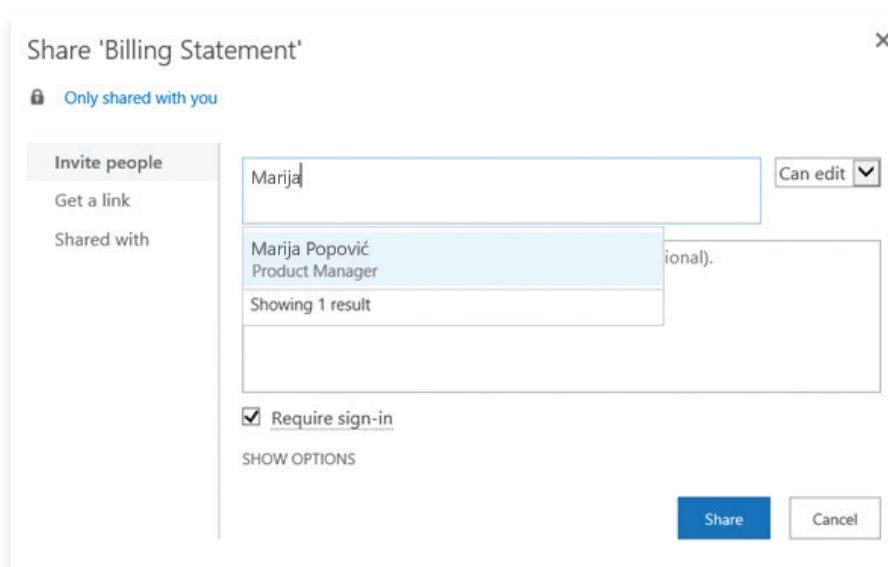 Share 'Billing Statement'
Only shared with you
Invite people
Get a link
Shared with
Marija
Can edit
Marija Popović
Product Manager
Showing 1 result
ional).
Require sign-in
SHOW OPTIONS
Share
Cancel